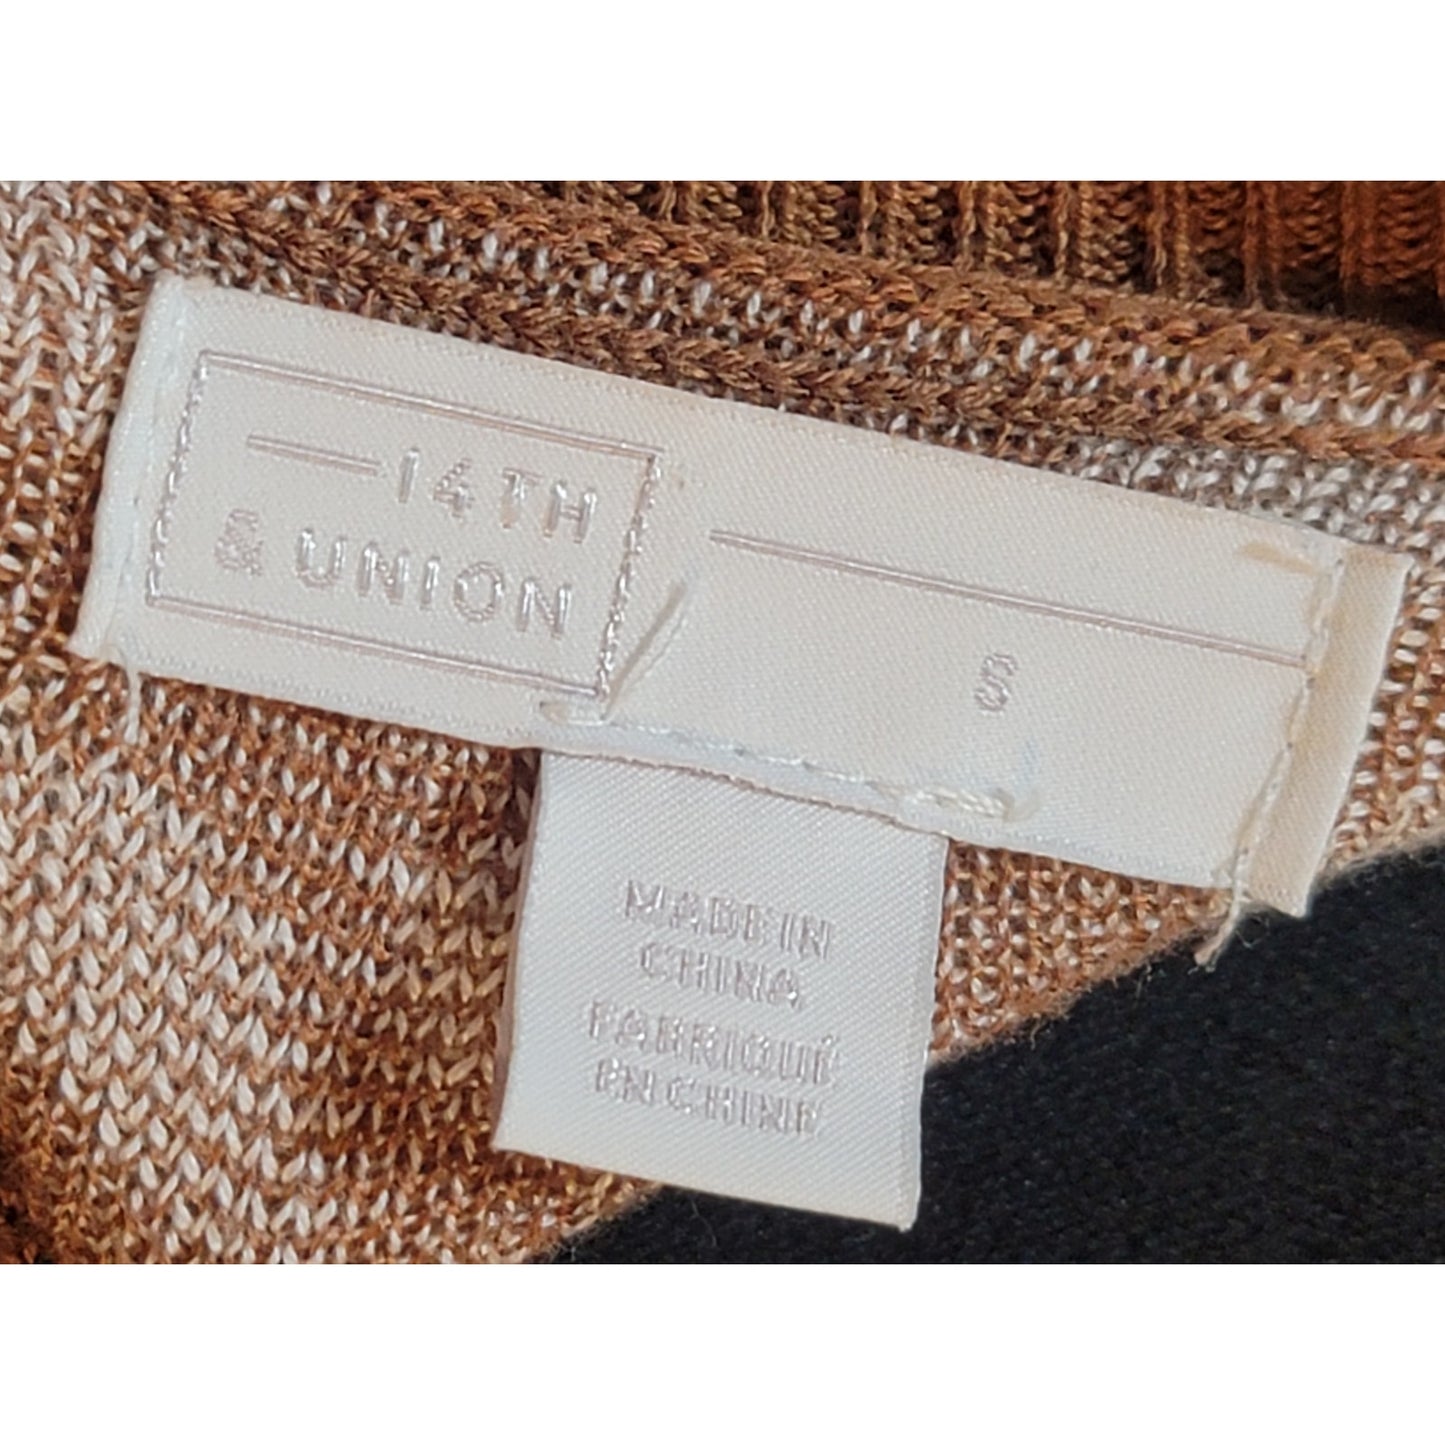 14TH
& UNION
S
MADE IN
CHINA
FABRIQUÉ
EN CHINE